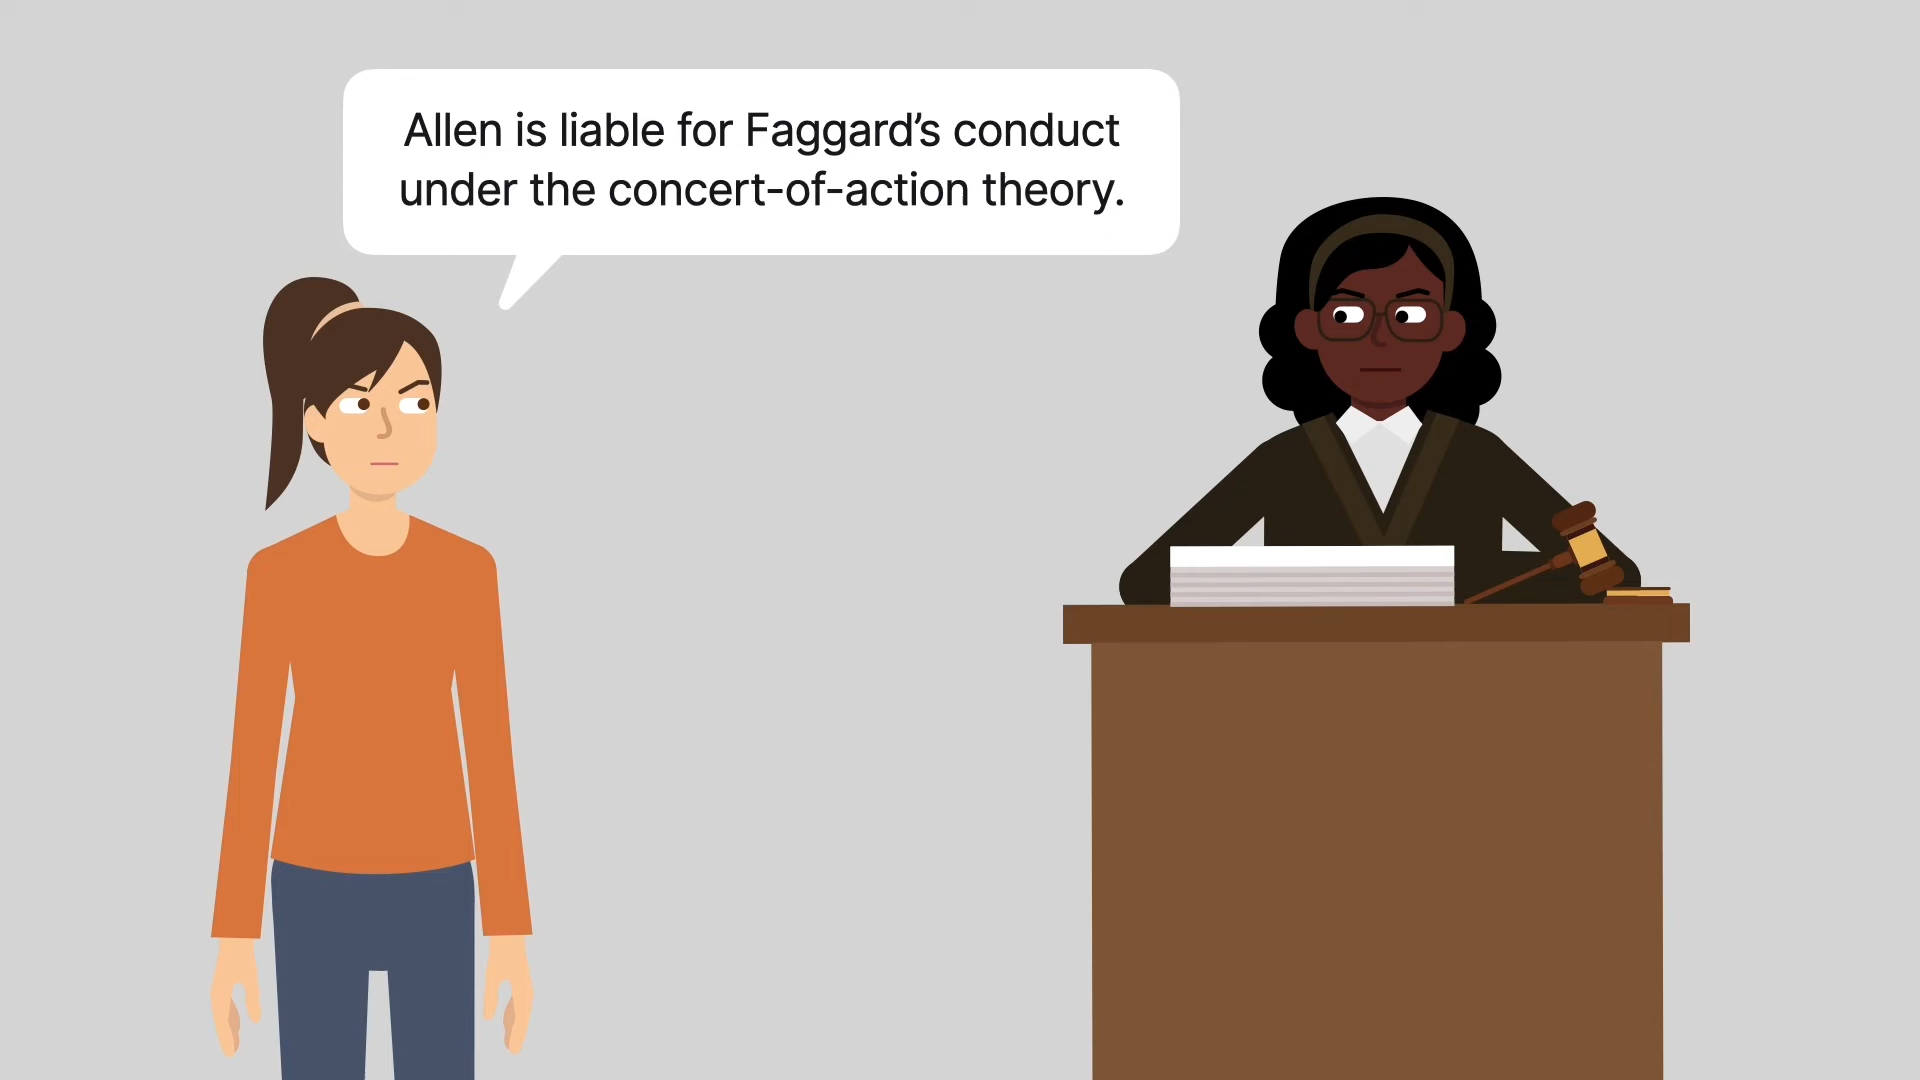 Allen is liable for Faggard’s conduct
under the concert-of-action theory.